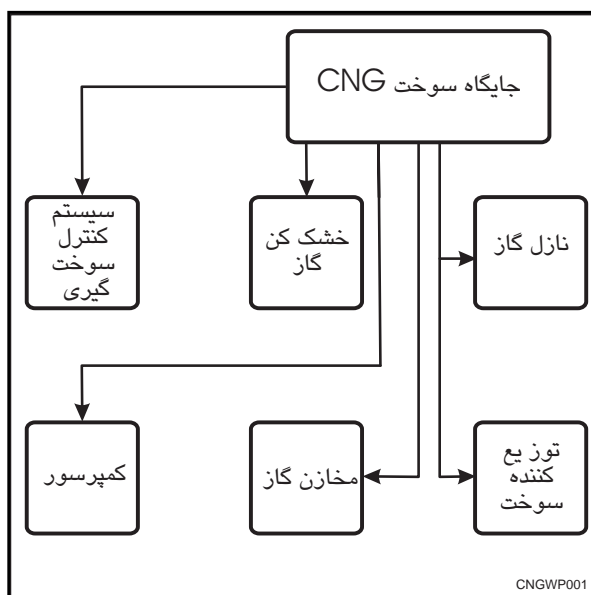 جایگاه سوخت CNG
نازل گاز
خشک کن
گاز
سیستم
کنترل
سوخت
گیری
توز یع
کننده
سوخت
مخازن گاز
کمپرسور
CNGWP001